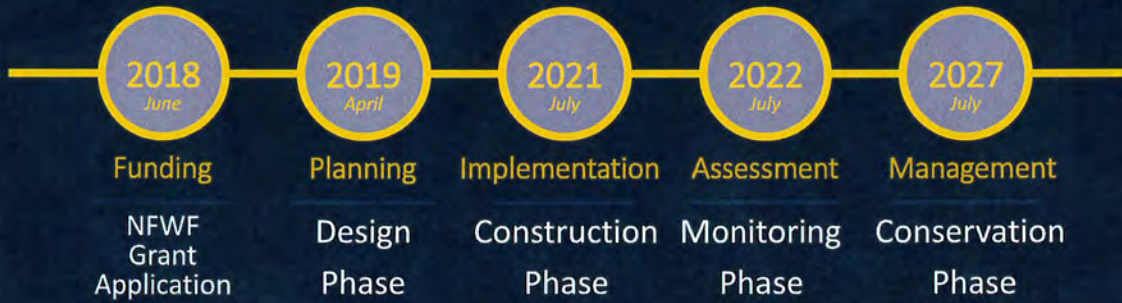 2018
June
2019
April
2021
July
2022
July
2027
July
Funding
Planning
Implementation
Assessment
Management
NFWF
Grant
Application
Design
Phase
Construction
Phase
Monitoring
Phase
Conservation
Phase